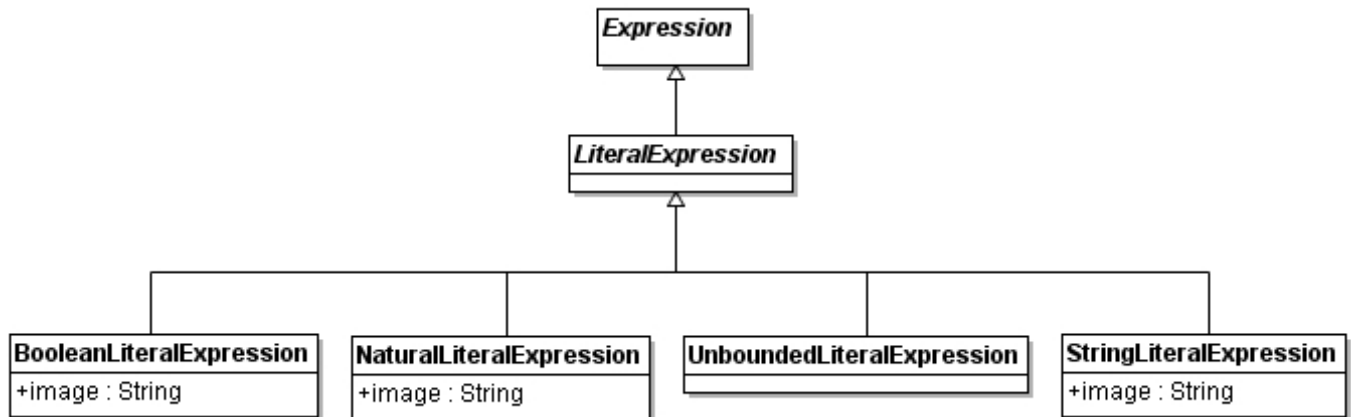 Expression
LiteralExpression
BooleanLiteralExpression
+image : String
NaturalLiteralExpression
+image : String
UnboundedLiteralExpression
StringLiteralExpression
+image : String